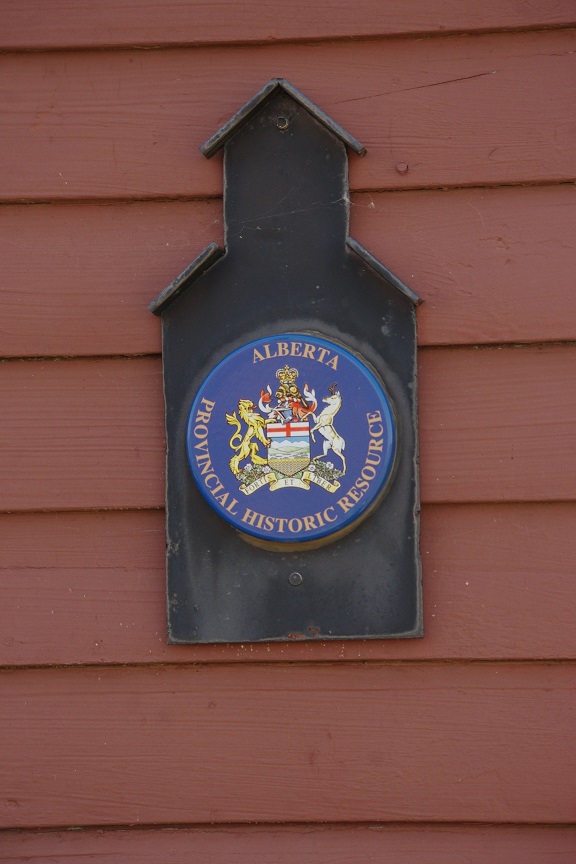 ALBERTA
PROVINCIAL HISTORIC RESOURCE
FORTIS ET LIBER